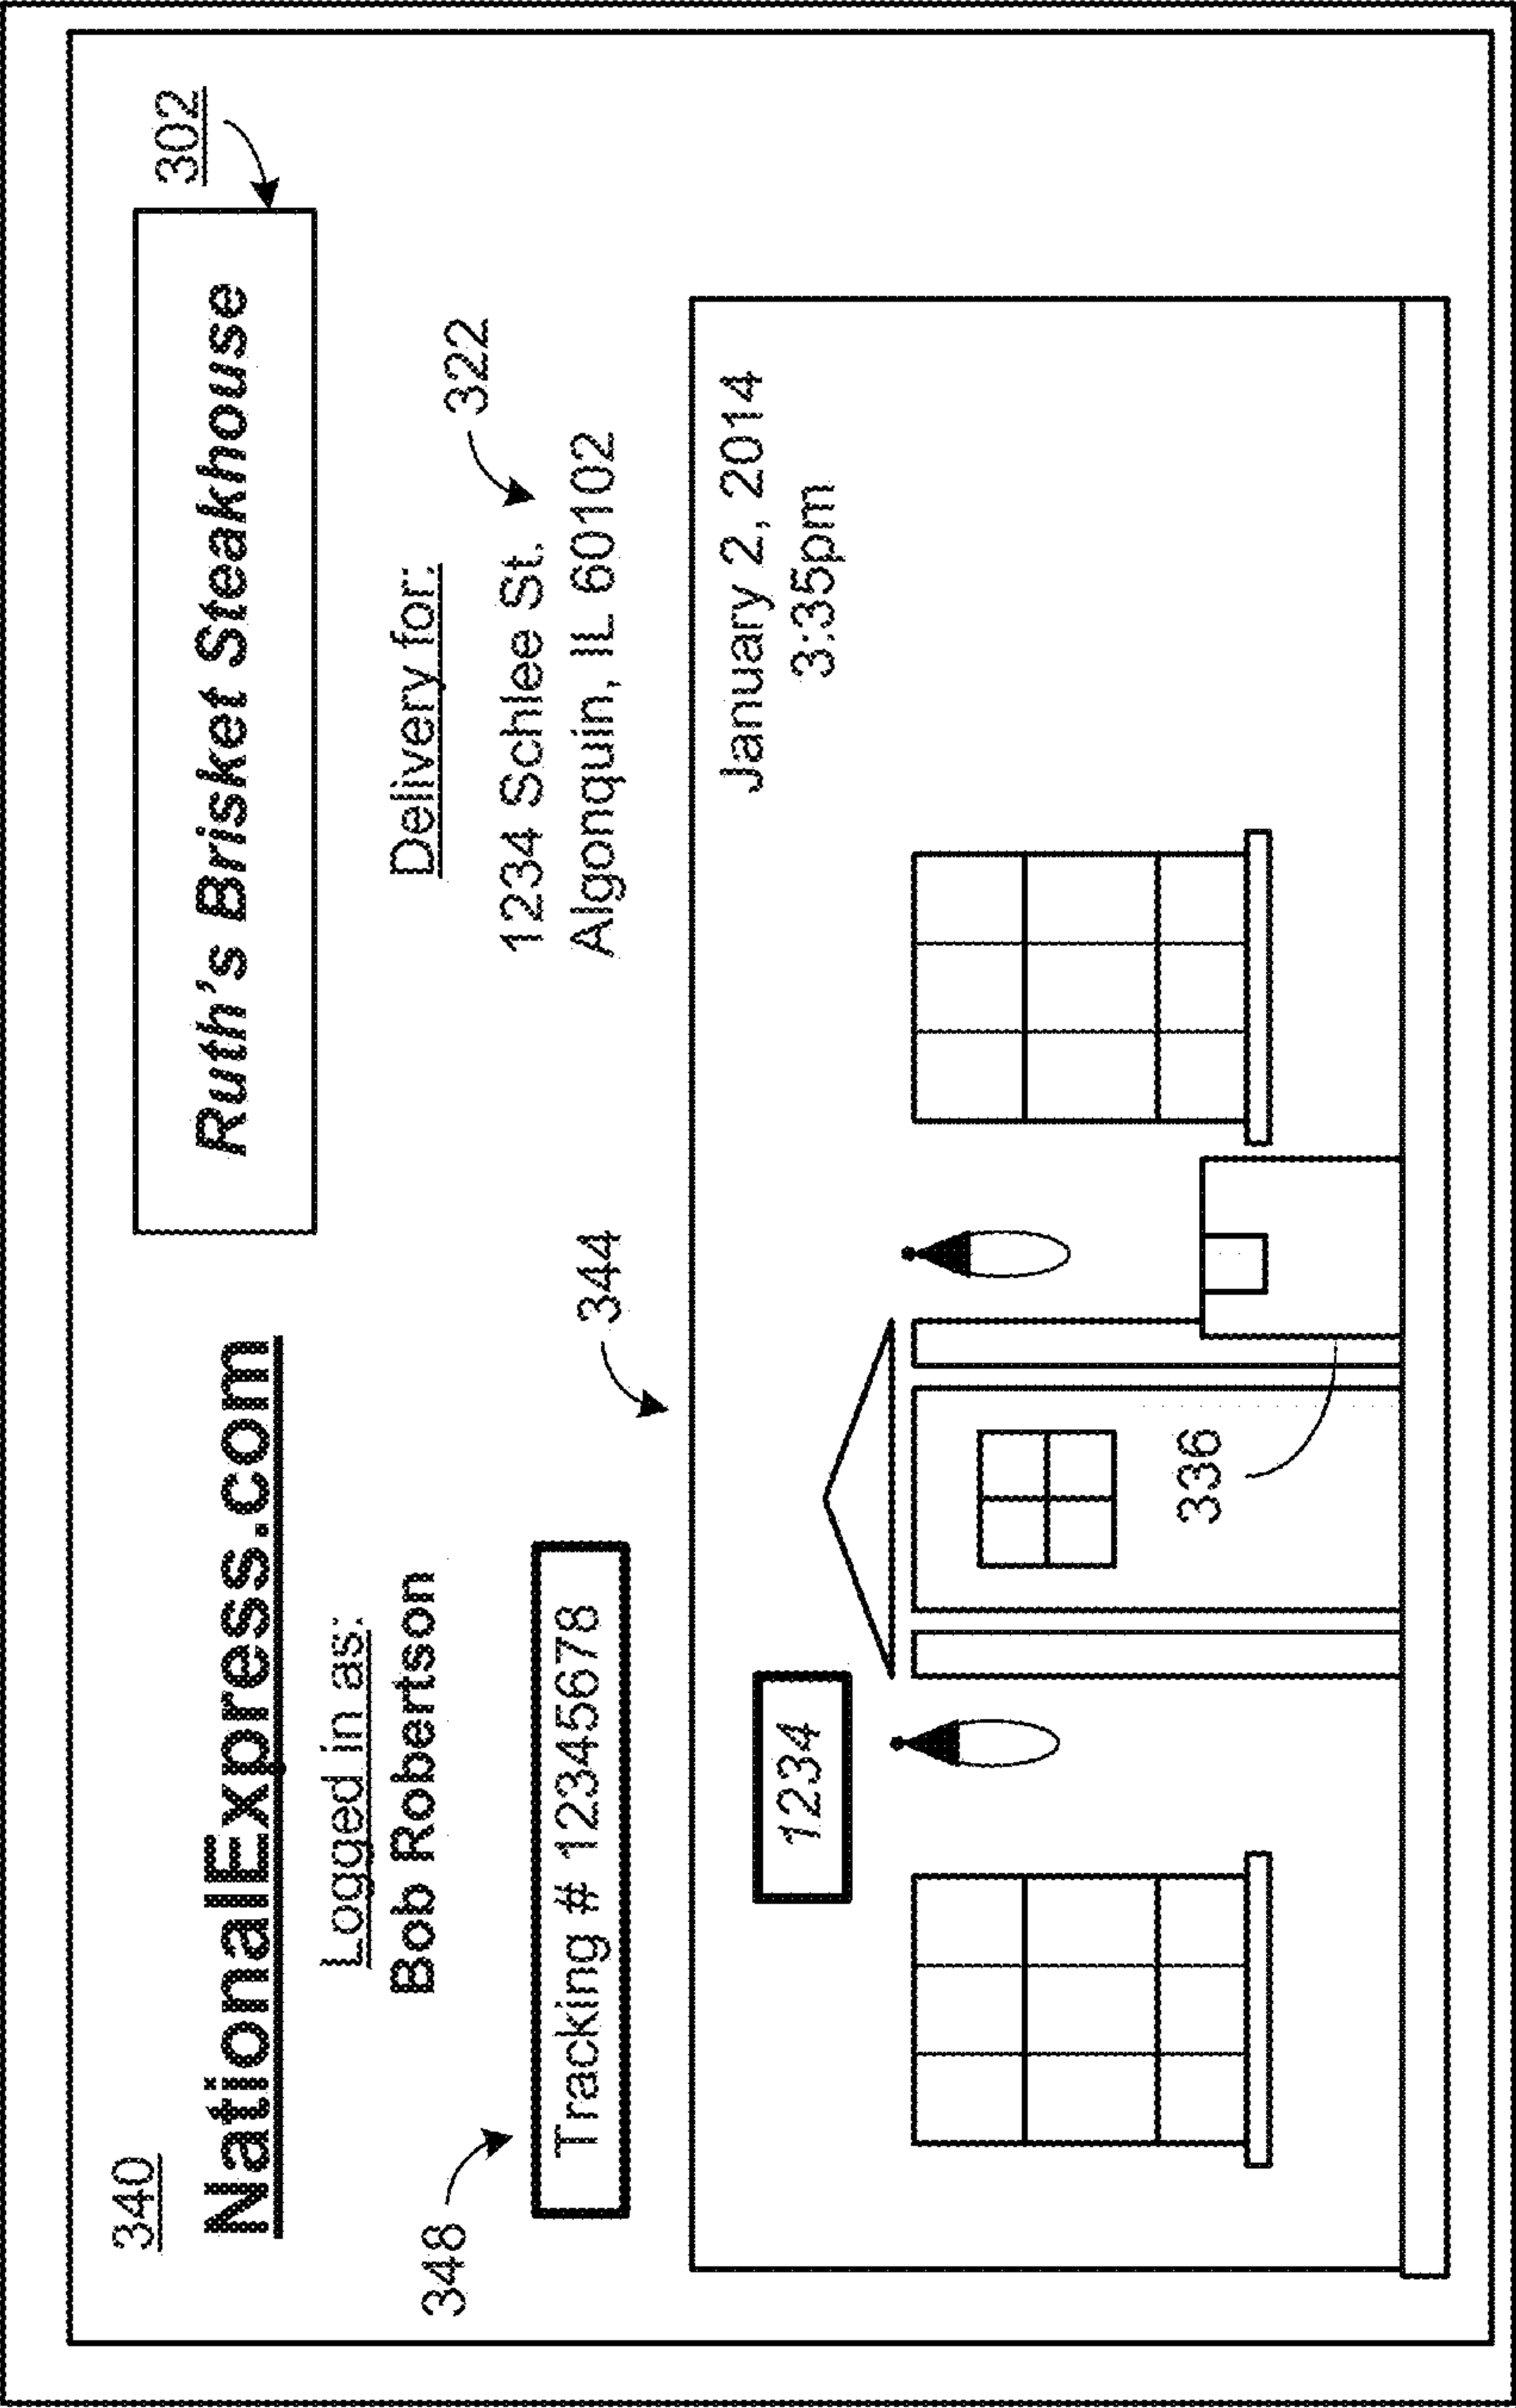 340
NationalExpress.com
Ruth's Brisket Steakhouse
302
Logged in as:
Bob Robertson
Delivery for:
322
1234 Schlee St.
Algonquin, IL 60102
348
Tracking # 12345678
344
January 2, 2014
3:35pm
1234
336